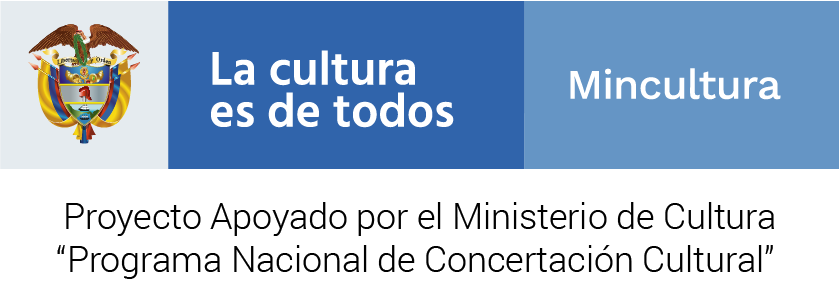 Libertad y Orden
La cultura
es de todos
Mincultura
Proyecto Apoyado por el Ministerio de Cultura
“Programa Nacional de Concertación Cultural”